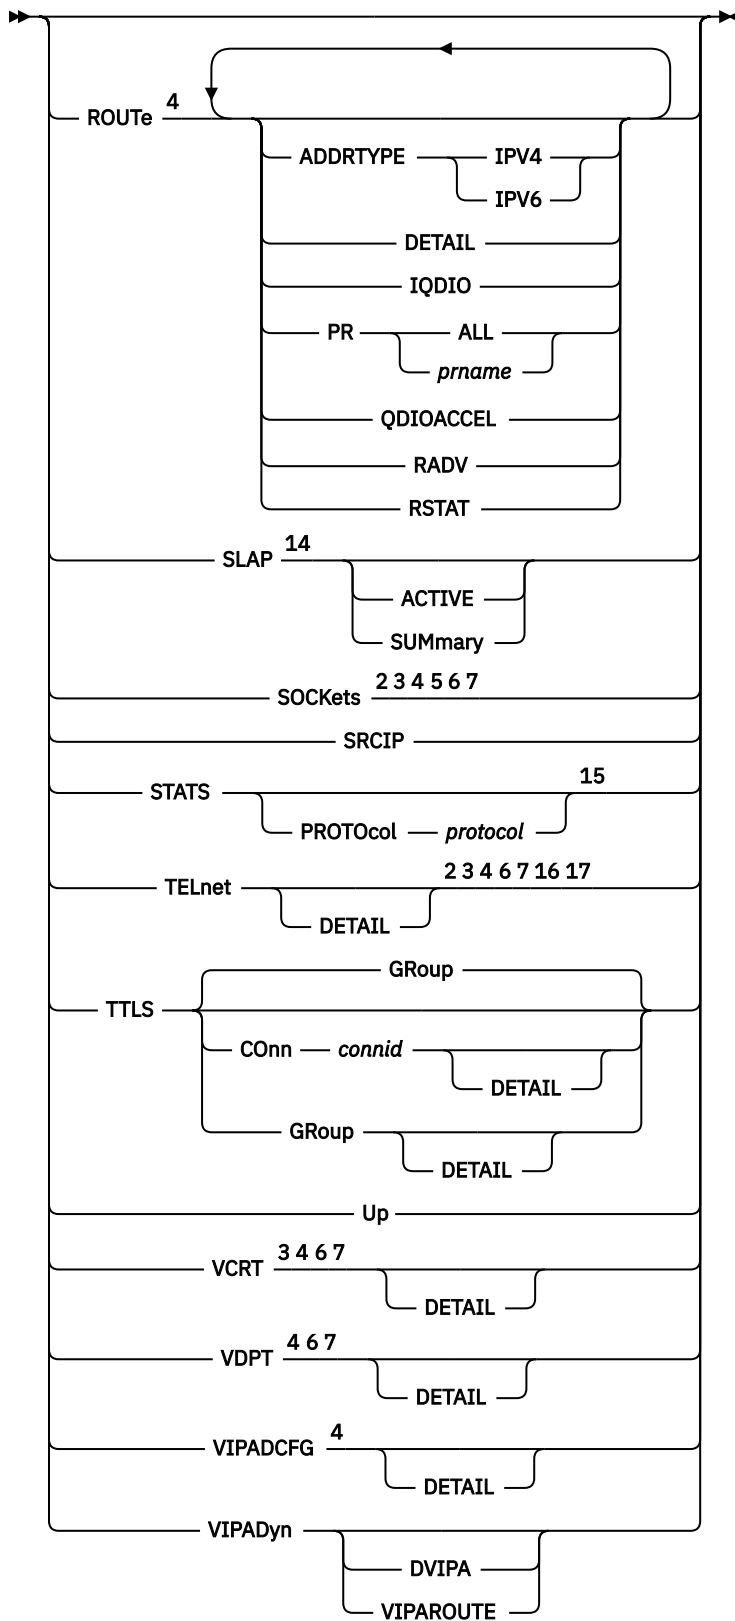 ROUTe 4
ADDRTYPE IPV4
IPV6
DETAIL
IQDIO
PR ALL
prname
QDIOACCEL
RADV
RSTAT
SLAP 14
ACTIVE
SUMmary
SOCKets 2 3 4 5 6 7
SRCIP
STATS 15
PROTOcol protocol
TELnet 2 3 4 6 7 16 17
DETAIL
GRoup
TTLS
COnn connid
DETAIL
GRoup
DETAIL
Up
VCRT 3 4 6 7
DETAIL
VDPT 4 6 7
DETAIL
VIPADCFG 4
DETAIL
VIPADyn
DVIPA
VIPAROUTE